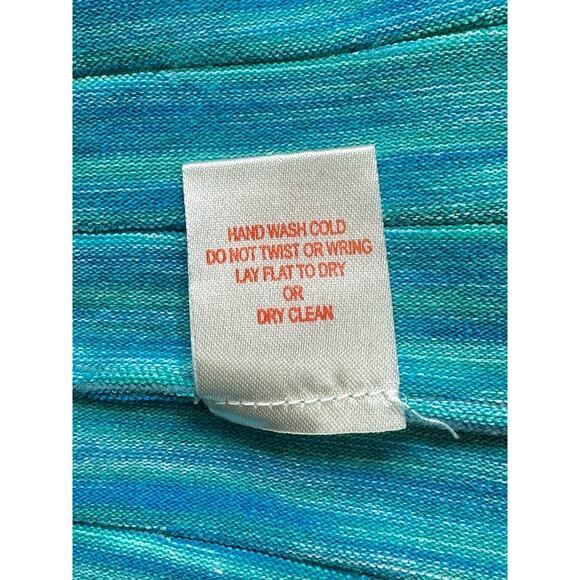 HAND WASH COLD
DO NOT TWIST OR WRING
LAY FLAT TO DRY
OR
DRY CLEAN